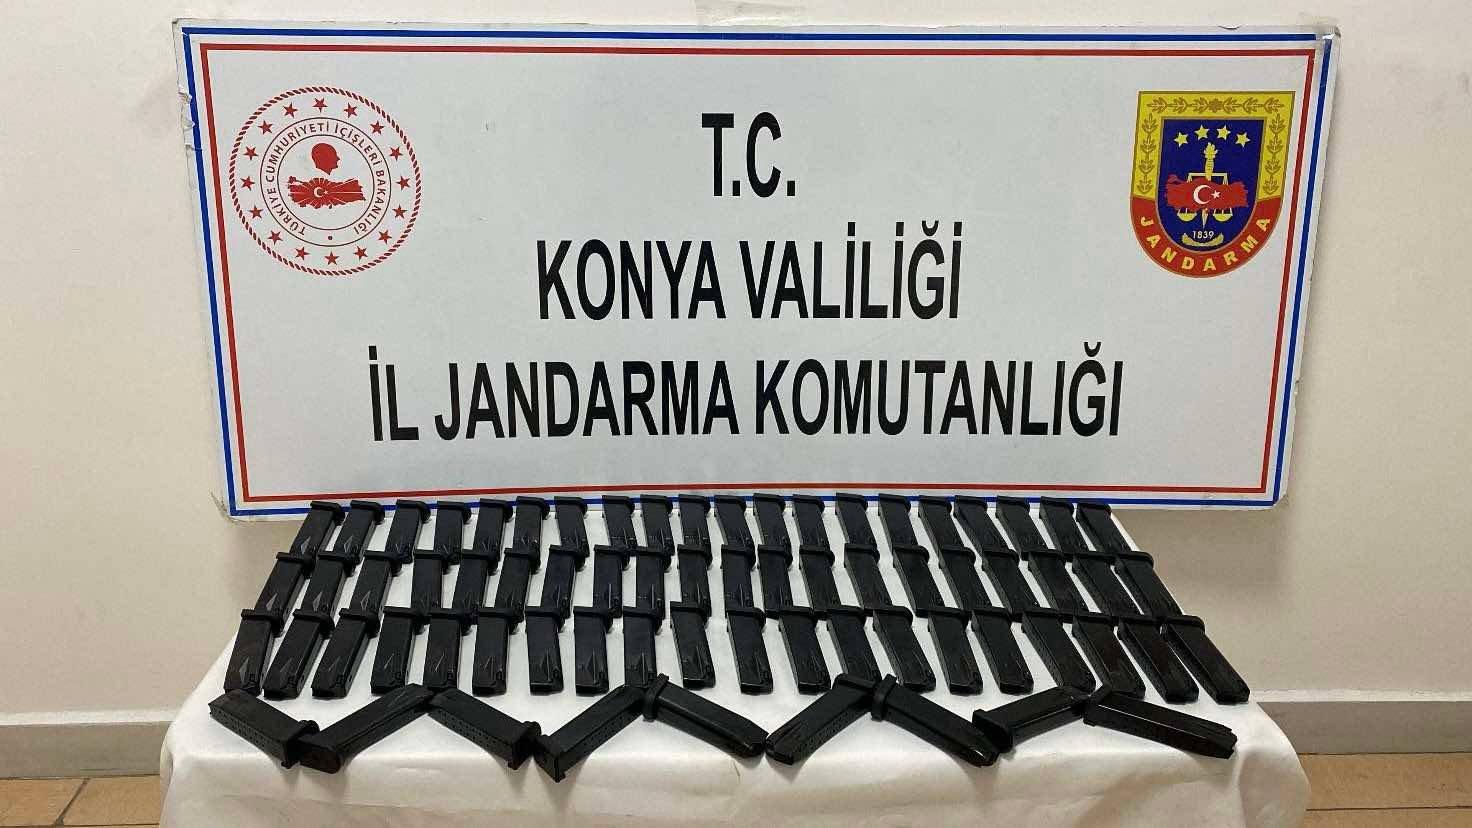 T.C.
KONYA VALİLİĞİ
İL JANDARMA KOMUTANLIĞI
TÜRKİYE CUMHURİYETİ İÇİŞLERİ BAKANLIĞI
1839
JANDARMA